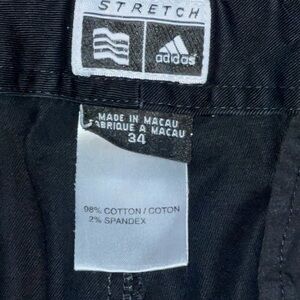 STRETCH
adidas
MADE IN MACAU
FABRIQUE A MACAU
34
98% COTTON / COTON
2% SPANDEX